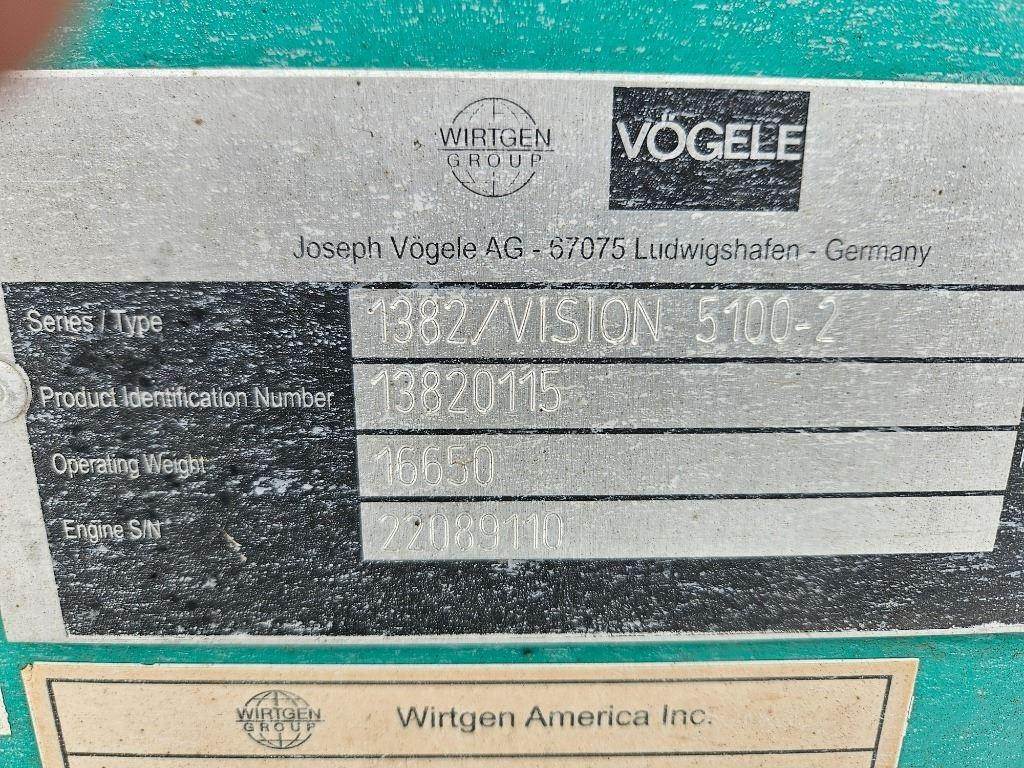 WIRTGEN
GROUP
VÖGELE
Joseph Vögele AG - 67075 Ludwigshafen - Germany
Series / Type 1382/VISION 5100-2
Product Identification Number 13820115
Operating Weight 16650
Engine S/N 22089110
WIRTGEN
GROUP
Wirtgen America Inc.